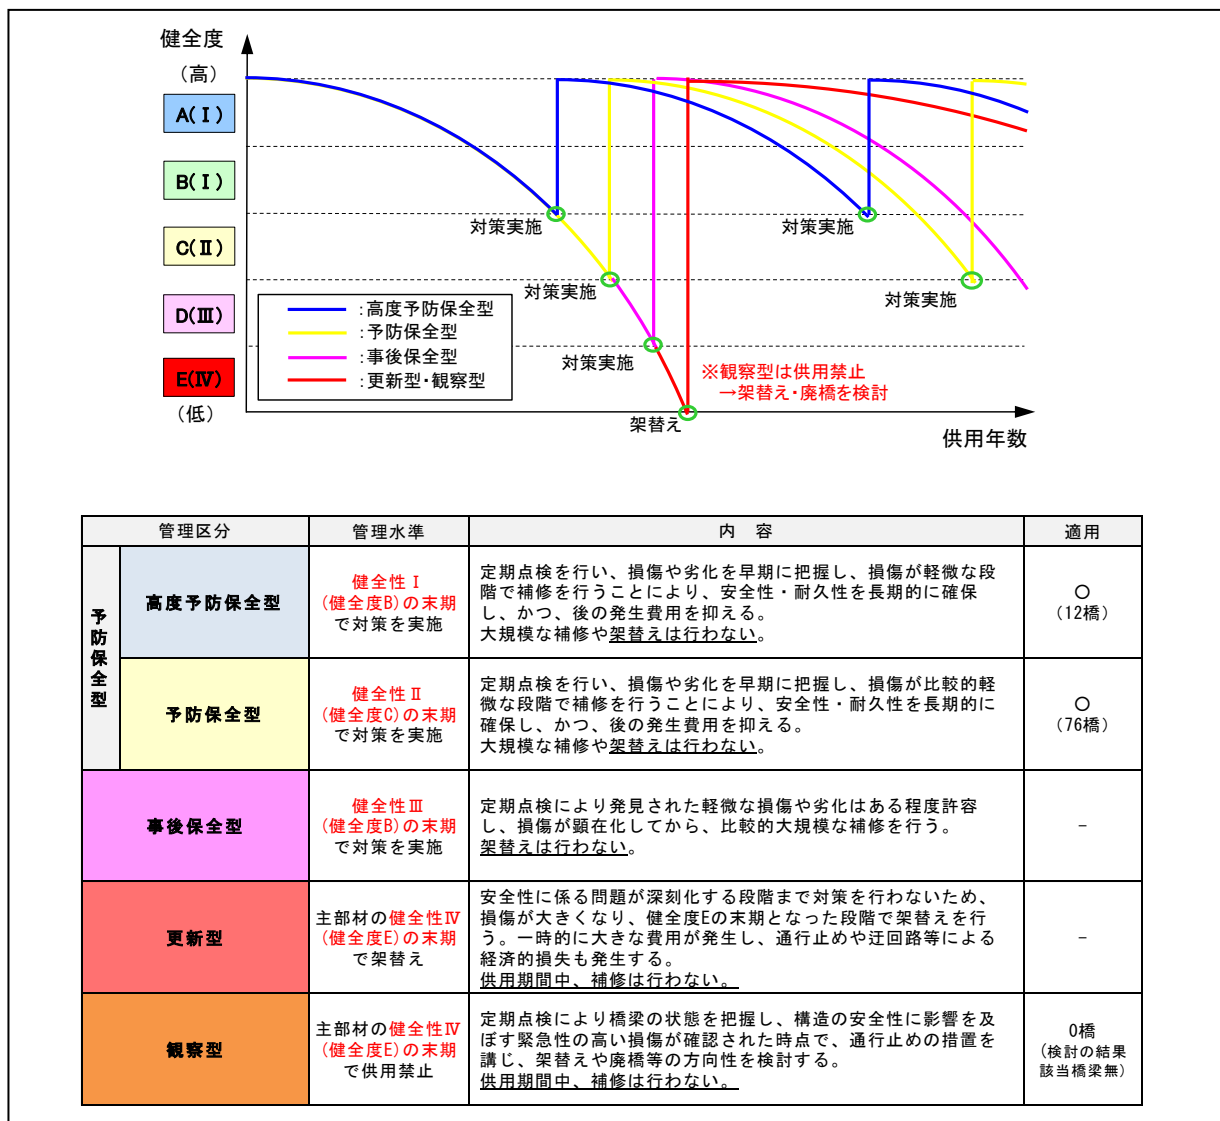 健全度
（高）
A(Ⅰ)
B(Ⅰ)
C(Ⅱ)
D(Ⅲ)
E(Ⅳ)
（低）
対策実施
対策実施
対策実施
対策実施
対策実施
架替え
：高度予防保全型
：予防保全型
：事後保全型
：更新型・観察型
※観察型は供用禁止
→架替え・廃橋を検討
供用年数
管理区分
管理水準
内　容
適用
予防保全型
高度予防保全型
健全性Ⅰ
(健全度B)の末期
で対策を実施
定期点検を行い、損傷や劣化を早期に把握し、損傷が軽微な段
階で補修を行うことにより、安全性・耐久性を長期的に確保
し、かつ、後の発生費用を抑える。
大規模な補修や架替えは行わない。
○
（12橋）
予防保全型
健全性Ⅱ
(健全度C)の末期
で対策を実施
定期点検を行い、損傷や劣化を早期に把握し、損傷が比較的軽
微な段階で補修を行うことにより、安全性・耐久性を長期的に
確保し、かつ、後の発生費用を抑える。
大規模な補修や架替えは行わない。
○
（76橋）
事後保全型
健全性Ⅲ
(健全度B)の末期
で対策を実施
定期点検により発見された軽微な損傷や劣化はある程度許容
し、損傷が顕在化してから、比較的大規模な補修を行う。
架替えは行わない。
－
更新型
主部材の健全性Ⅳ
(健全度E)の末期
で架替え
安全性に係る問題が深刻化する段階まで対策を行わないため、
損傷が大きくなり、健全度Eの末期となった段階で架替えを行
う。一時的に大きな費用が発生し、通行止めや迂回路等による
経済的損失も発生する。
供用期間中、補修は行わない。
－
観察型
主部材の健全性Ⅳ
(健全度E)の末期
で供用禁止
定期点検により橋梁の状態を把握し、構造の安全性に影響を及
ぼす緊急性の高い損傷が確認された時点で、通行止めの措置を
講じ、架替えや廃橋等の方向性を検討する。
供用期間中、補修は行わない。
0橋
（検討の結果
該当橋梁無）